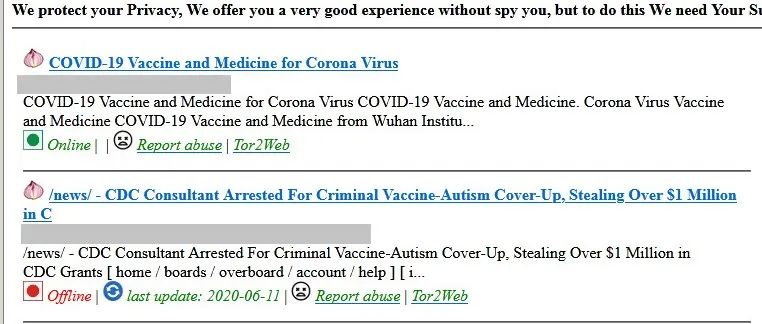 We protect your Privacy, We offer you a very good experience without spy you, but to do this We need Your
COVID-19 Vaccine and Medicine for Corona Virus
COVID-19 Vaccine and Medicine for Corona Virus COVID-19 Vaccine and Medicine. Corona Virus Vaccine
and Medicine COVID-19 Vaccine and Medicine from Wuhan Institu...
Online | | Report abuse | Tor2Web
/news/ - CDC Consultant Arrested For Criminal Vaccine-Autism Cover-Up, Stealing Over $1 Million
in C
/news/ - CDC Consultant Arrested For Criminal Vaccine-Autism Cover-Up, Stealing Over $1 Million in
CDC Grants [ home / boards / overboard / account / help ] [ i...
Offline | last update: 2020-06-11 | Report abuse | Tor2Web